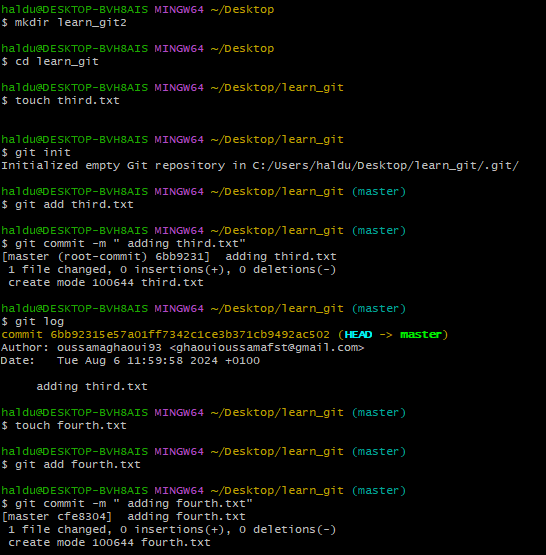 haldu@DESKTOP-BVH8AIS MINGW64 ~/Desktop
$ mkdir learn_git2
haldu@DESKTOP-BVH8AIS MINGW64 ~/Desktop
$ cd learn_git
haldu@DESKTOP-BVH8AIS MINGW64 ~/Desktop/learn_git
$ touch third.txt
haldu@DESKTOP-BVH8AIS MINGW64 ~/Desktop/learn_git
$ git init
Initialized empty Git repository in C:/Users/haldu/Desktop/learn_git/.git/
haldu@DESKTOP-BVH8AIS MINGW64 ~/Desktop/learn_git (master)
$ git add third.txt
haldu@DESKTOP-BVH8AIS MINGW64 ~/Desktop/learn_git (master)
$ git commit -m " adding third.txt"
[master (root-commit) 6bb9231]  adding third.txt
 1 file changed, 0 insertions(+), 0 deletions(-)
 create mode 100644 third.txt
haldu@DESKTOP-BVH8AIS MINGW64 ~/Desktop/learn_git (master)
$ git log
commit 6bb92315e57a01ff7342c1ce3b371cb9492ac502 (HEAD -> master)
Author: oussamaghaoui93 <ghaouioussamafst@gmail.com>
Date:   Tue Aug 6 11:59:58 2024 +0100
     adding third.txt
haldu@DESKTOP-BVH8AIS MINGW64 ~/Desktop/learn_git (master)
$ touch fourth.txt
haldu@DESKTOP-BVH8AIS MINGW64 ~/Desktop/learn_git (master)
$ git add fourth.txt
haldu@DESKTOP-BVH8AIS MINGW64 ~/Desktop/learn_git (master)
$ git commit -m " adding fourth.txt"
[master cfe8304]  adding fourth.txt
 1 file changed, 0 insertions(+), 0 deletions(-)
 create mode 100644 fourth.txt